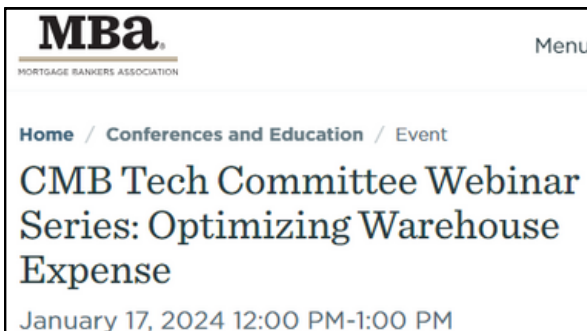 MBa.
Menu
MORTGAGE BANKERS ASSOCIATION
Home / Conferences and Education / Event
CMB Tech Committee Webinar
Series: Optimizing Warehouse
Expense
January 17, 2024 12:00 PM-1:00 PM